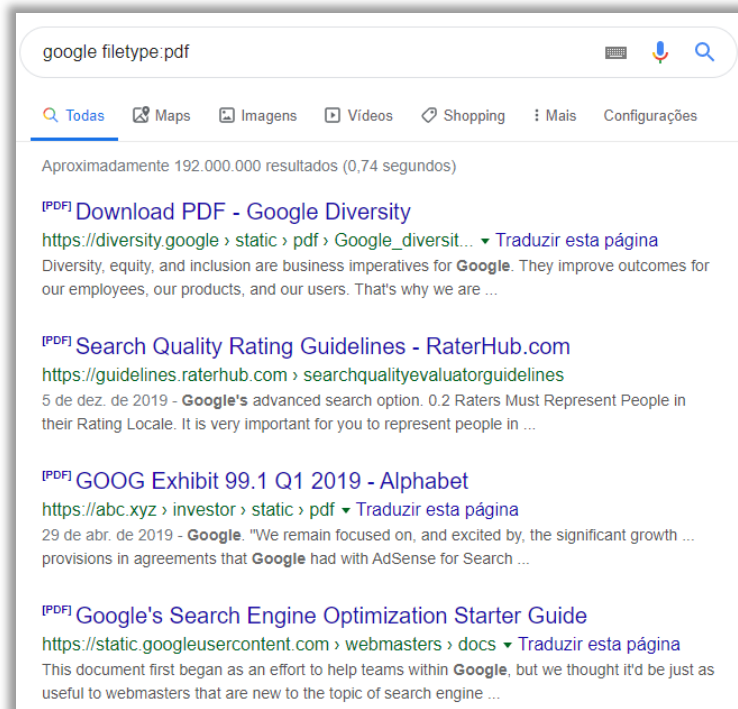 google filetype:pdf
Todas Maps Imagens Vídeos Shopping Mais Configurações
Aproximadamente 192.000.000 resultados (0,74 segundos)
[PDF] Download PDF - Google Diversity
https://diversity.google › static › pdf › Google_diversit... ▾ Traduzir esta página
Diversity, equity, and inclusion are business imperatives for Google. They improve outcomes for
our employees, our products, and our users. That's why we are ...
[PDF] Search Quality Rating Guidelines - RaterHub.com
https://guidelines.raterhub.com › searchqualityevaluatorguidelines
5 de dez. de 2019 - Google's advanced search option. 0.2 Raters Must Represent People in
their Rating Locale. It is very important for you to represent people in ...
[PDF] GOOG Exhibit 99.1 Q1 2019 - Alphabet
https://abc.xyz › investor › static › pdf ▾ Traduzir esta página
29 de abr. de 2019 - Google. "We remain focused on, and excited by, the significant growth ...
provisions in agreements that Google had with AdSense for Search ...
[PDF] Google's Search Engine Optimization Starter Guide
https://static.googleusercontent.com › webmasters › docs ▾ Traduzir esta página
This document first began as an effort to help teams within Google, but we thought it'd be just as
useful to webmasters that are new to the topic of search engine ...